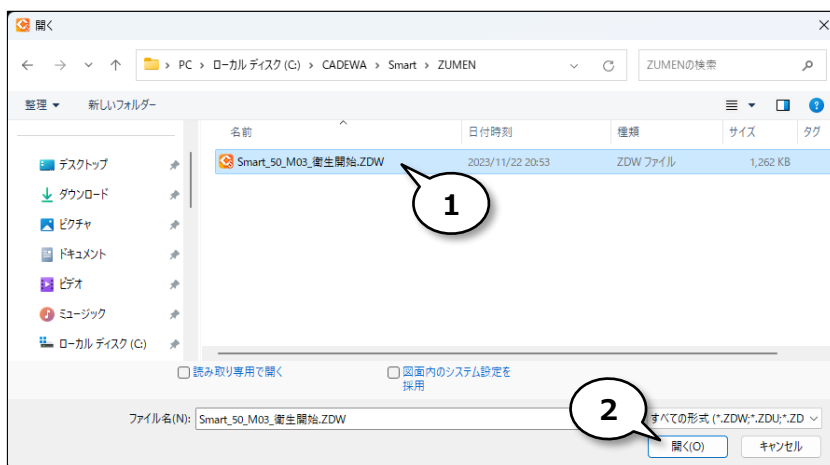 開く
PC › ローカル ディスク (C:) › CADEWA › Smart › ZUMEN
ZUMENの検索
整理 新しいフォルダー
名前 日付時刻 種類 サイズ タグ
Smart_50_M03_衛生開始.ZDW 2023/11/22 20:53 ZDW ファイル 1,262 KB
デスクトップ
ダウンロード
1
ピクチャ
ドキュメント
ビデオ
ミュージック
ローカル ディスク (C:)
読み取り専用で開く 図面内のシステム設定を
採用
2
ファイル名(N): Smart_50_M03_衛生開始.ZDW すべての形式 (*.ZDW;*.ZDU;*.ZD
開く(O) キャンセル